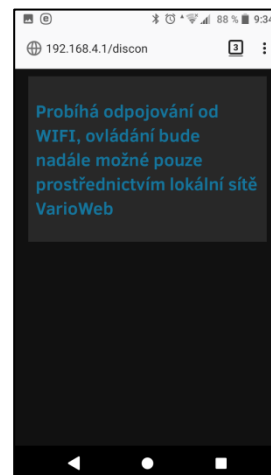 88 % 9:34
192.168.4.1/discon 3
Probíhá odpojování od
WIFI, ovládání bude
nadále možné pouze
prostřednictvím lokální sítě
VarioWeb